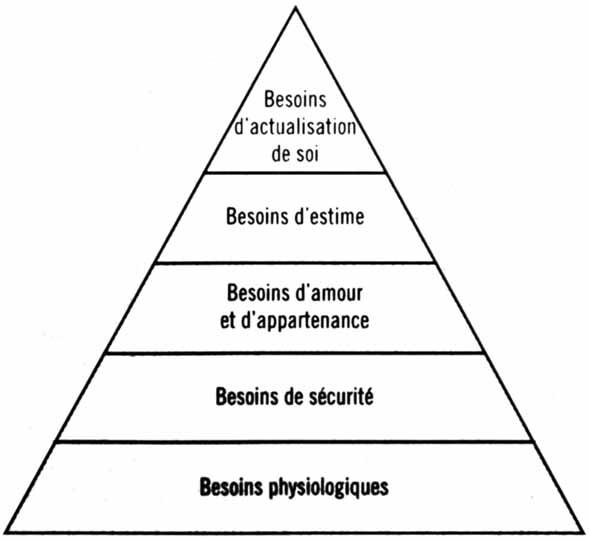 Besoins
d'actualisation
de soi
Besoins d'estime
Besoins d'amour
et d'appartenance
Besoins de sécurité
Besoins physiologiques